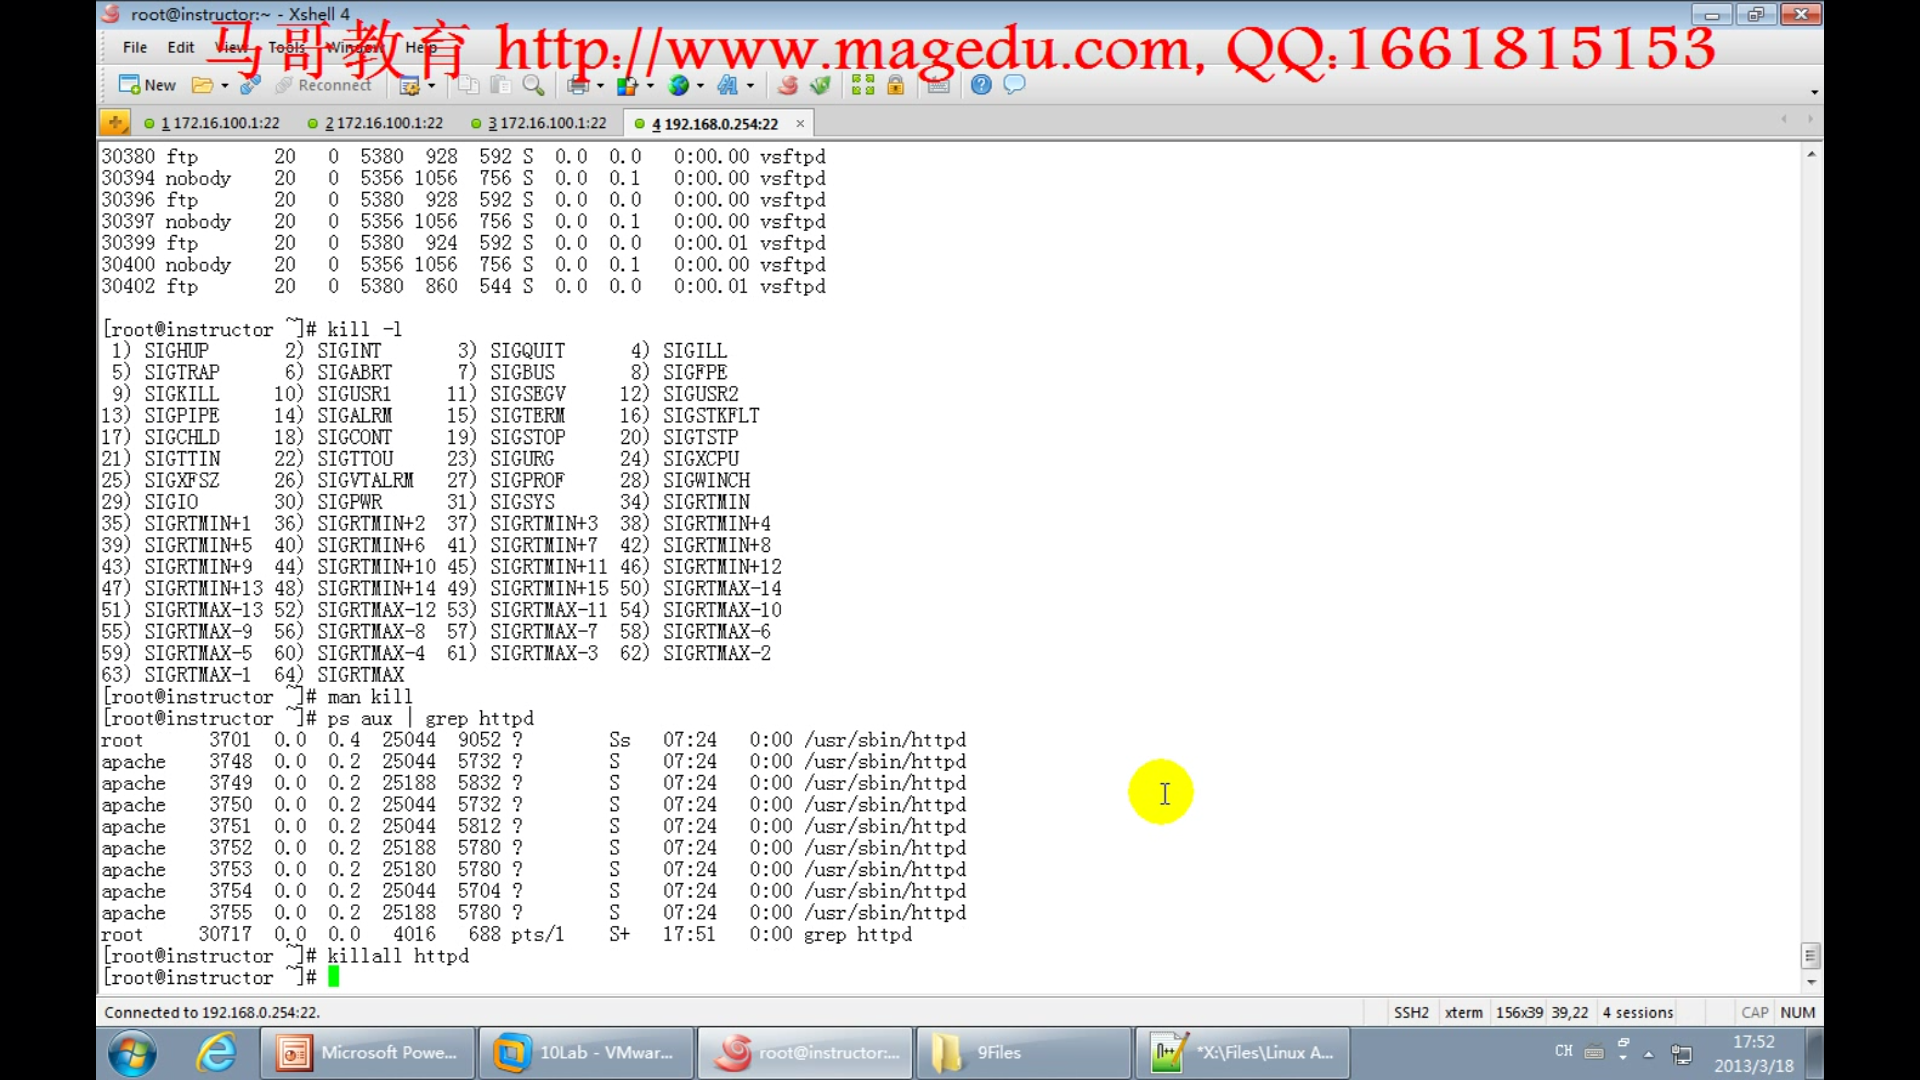 root@instructor:~ - Xshell 4
马哥教育 http://www.magedu.com, QQ:1661815153
File Edit View Tools Window Help
New Reconnect
1 172.16.100.1:22 2 172.16.100.1:22 3 172.16.100.1:22 4 192.168.0.254:22
30380 ftp 20 0 5380 928 592 S 0.0 0.0 0:00.00 vsftpd
30394 nobody 20 0 5356 1056 756 S 0.0 0.1 0:00.00 vsftpd
30396 ftp 20 0 5380 928 592 S 0.0 0.0 0:00.00 vsftpd
30397 nobody 20 0 5356 1056 756 S 0.0 0.1 0:00.00 vsftpd
30399 ftp 20 0 5380 924 592 S 0.0 0.0 0:00.01 vsftpd
30400 nobody 20 0 5356 1056 756 S 0.0 0.1 0:00.00 vsftpd
30402 ftp 20 0 5380 860 544 S 0.0 0.0 0:00.01 vsftpd
[root@instructor ~]# kill -l
1) SIGHUP 2) SIGINT 3) SIGQUIT 4) SIGILL
5) SIGTRAP 6) SIGABRT 7) SIGBUS 8) SIGFPE
9) SIGKILL 10) SIGUSR1 11) SIGSEGV 12) SIGUSR2
13) SIGPIPE 14) SIGALRM 15) SIGTERM 16) SIGSTKFLT
17) SIGCHLD 18) SIGCONT 19) SIGSTOP 20) SIGTSTP
21) SIGTTIN 22) SIGTTOU 23) SIGURG 24) SIGXCPU
25) SIGXFSZ 26) SIGVTALRM 27) SIGPROF 28) SIGWINCH
29) SIGIO 30) SIGPWR 31) SIGSYS 34) SIGRTMIN
35) SIGRTMIN+1 36) SIGRTMIN+2 37) SIGRTMIN+3 38) SIGRTMIN+4
39) SIGRTMIN+5 40) SIGRTMIN+6 41) SIGRTMIN+7 42) SIGRTMIN+8
43) SIGRTMIN+9 44) SIGRTMIN+10 45) SIGRTMIN+11 46) SIGRTMIN+12
47) SIGRTMIN+13 48) SIGRTMIN+14 49) SIGRTMIN+15 50) SIGRTMAX-14
51) SIGRTMAX-13 52) SIGRTMAX-12 53) SIGRTMAX-11 54) SIGRTMAX-10
55) SIGRTMAX-9 56) SIGRTMAX-8 57) SIGRTMAX-7 58) SIGRTMAX-6
59) SIGRTMAX-5 60) SIGRTMAX-4 61) SIGRTMAX-3 62) SIGRTMAX-2
63) SIGRTMAX-1 64) SIGRTMAX
[root@instructor ~]# man kill
[root@instructor ~]# ps aux | grep httpd
root 3701 0.0 0.4 25044 9052 ? Ss 07:24 0:00 /usr/sbin/httpd
apache 3748 0.0 0.2 25044 5732 ? S 07:24 0:00 /usr/sbin/httpd
apache 3749 0.0 0.2 25188 5832 ? S 07:24 0:00 /usr/sbin/httpd
apache 3750 0.0 0.2 25044 5732 ? S 07:24 0:00 /usr/sbin/httpd
apache 3751 0.0 0.2 25044 5812 ? S 07:24 0:00 /usr/sbin/httpd
apache 3752 0.0 0.2 25188 5780 ? S 07:24 0:00 /usr/sbin/httpd
apache 3753 0.0 0.2 25180 5780 ? S 07:24 0:00 /usr/sbin/httpd
apache 3754 0.0 0.2 25044 5704 ? S 07:24 0:00 /usr/sbin/httpd
apache 3755 0.0 0.2 25188 5780 ? S 07:24 0:00 /usr/sbin/httpd
root 30717 0.0 0.0 4016 688 pts/1 S+ 17:51 0:00 grep httpd
[root@instructor ~]# killall httpd
[root@instructor ~]#
Connected to 192.168.0.254:22. SSH2 xterm 156x39 39,22 4 sessions CAP NUM
Microsoft Powe... 10Lab - VMwar... root@instructor:... 9Files *X:\Files\Linux A... CH 17:52
2013/3/18